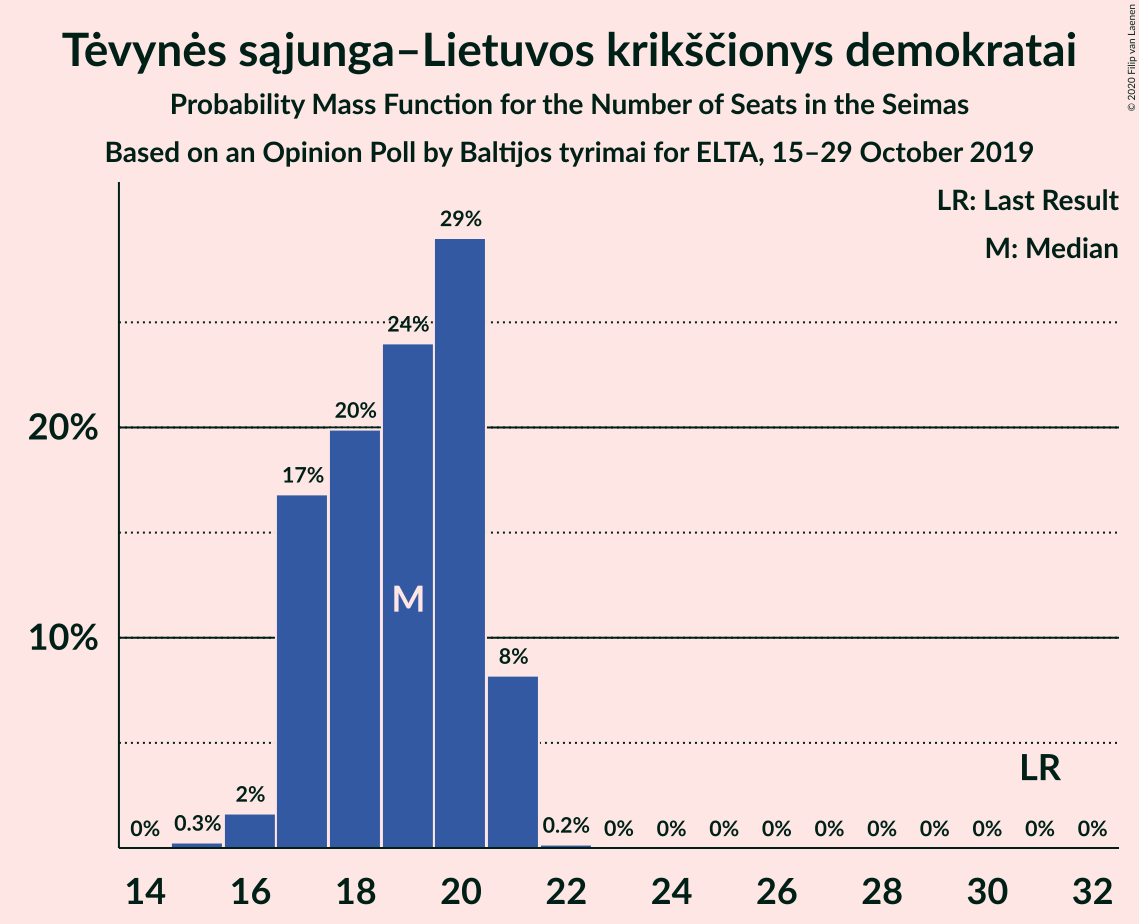 Tėvynės sąjunga–Lietuvos krikščionys demokratai
Probability Mass Function for the Number of Seats in the Seimas
Based on an Opinion Poll by Baltijos tyrimai for ELTA, 15–29 October 2019
© 2020 Filip van Laenen
LR: Last Result
M: Median
29%
24%
20%
20%
17%
M
10%
8%
LR
2%
0% 0.3% 0.2% 0% 0% 0% 0% 0% 0% 0% 0% 0% 0%
14 16 18 20 22 24 26 28 30 32